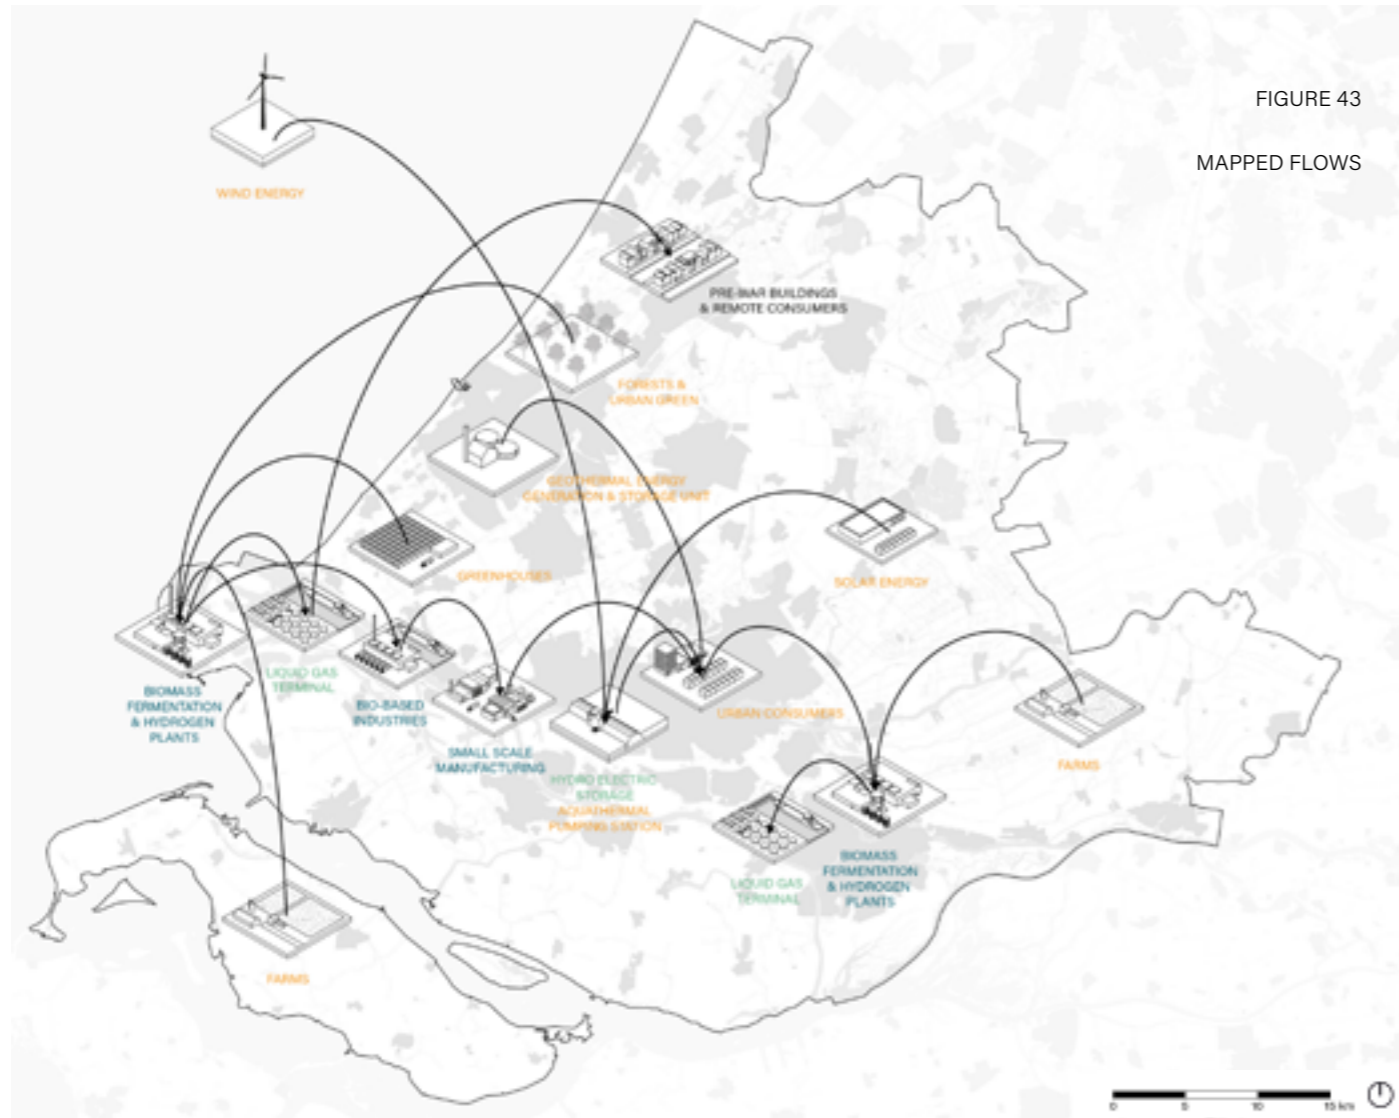 FIGURE 43
MAPPED FLOWS
WIND ENERGY
PRE-WAR BUILDINGS
& REMOTE CONSUMERS
FORESTS &
URBAN GREEN
GEOTHERMAL ENERGY
GENERATION & STORAGE UNIT
GREENHOUSES
SOLAR ENERGY
BIOMASS
FERMENTATION
& HYDROGEN
PLANTS
LIQUID GAS
TERMINAL
BIO-BASED
INDUSTRIES
SMALL SCALE
MANUFACTURING
HYDRO ELECTRIC
STORAGE
AQUATHERMAL
PUMPING STATION
URBAN CONSUMERS
FARMS
LIQUID GAS
TERMINAL
BIOMASS
FERMENTATION
& HYDROGEN
PLANTS
FARMS
0 5 10 15 km